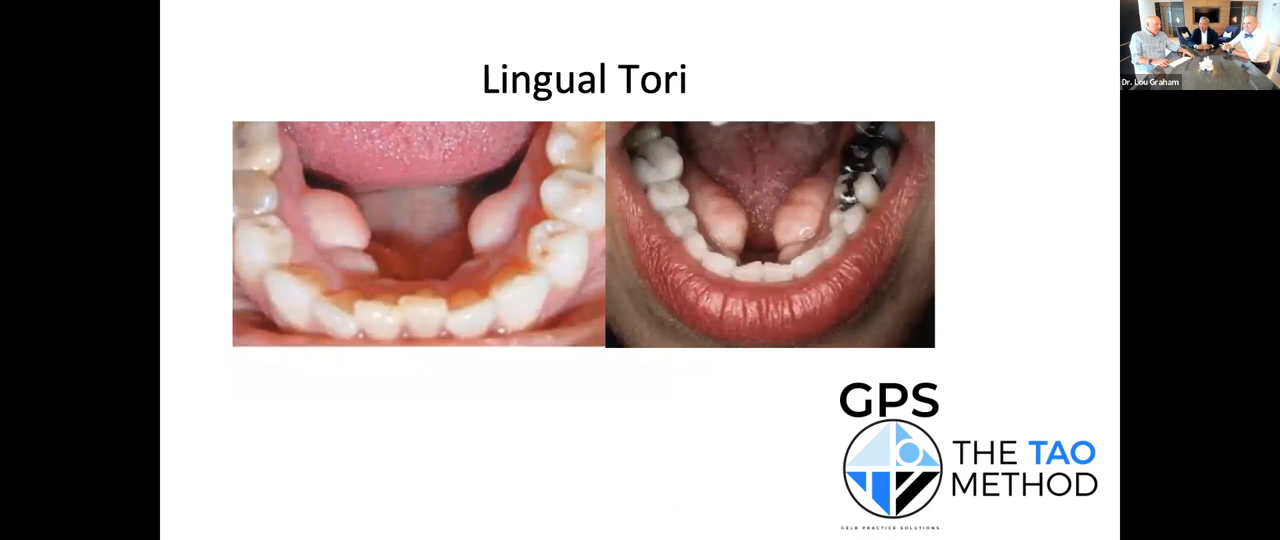 Lingual Tori
Dr. Lou Graham
GPS
THE TAO
METHOD
GELB PRACTICE SOLUTIONS